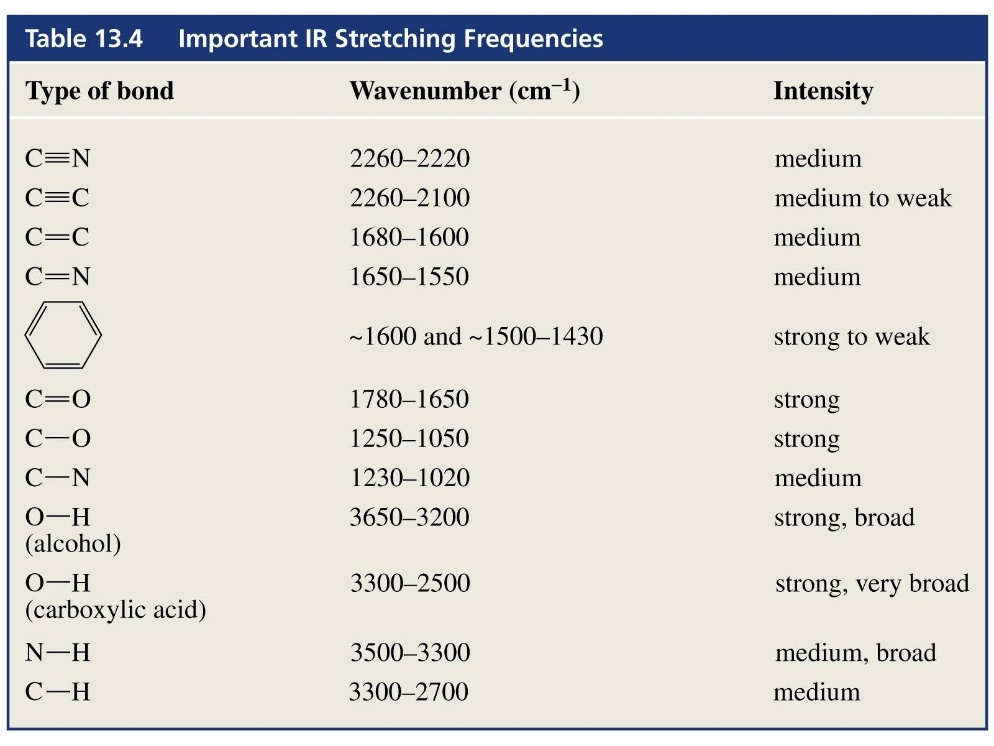 Table 13.4 Important IR Stretching Frequencies
Type of bond Wavenumber (cm⁻¹) Intensity
C≡N 2260–2220 medium
C≡C 2260–2100 medium to weak
C=C 1680–1600 medium
C=N 1650–1550 medium
~1600 and ~1500–1430 strong to weak
C=O 1780–1650 strong
C—O 1250–1050 strong
C—N 1230–1020 medium
O—H 3650–3200 strong, broad
(alcohol)
O—H 3300–2500 strong, very broad
(carboxylic acid)
N—H 3500–3300 medium, broad
C—H 3300–2700 medium